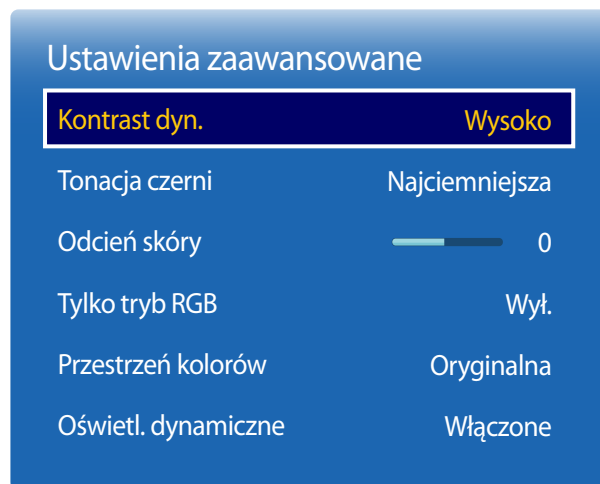 Ustawienia zaawansowane
Kontrast dyn. Wysoko
Tonacja czerni Najciemniejsza
Odcień skóry 0
Tylko tryb RGB Wył.
Przestrzeń kolorów Oryginalna
Oświetl. dynamiczne Włączone